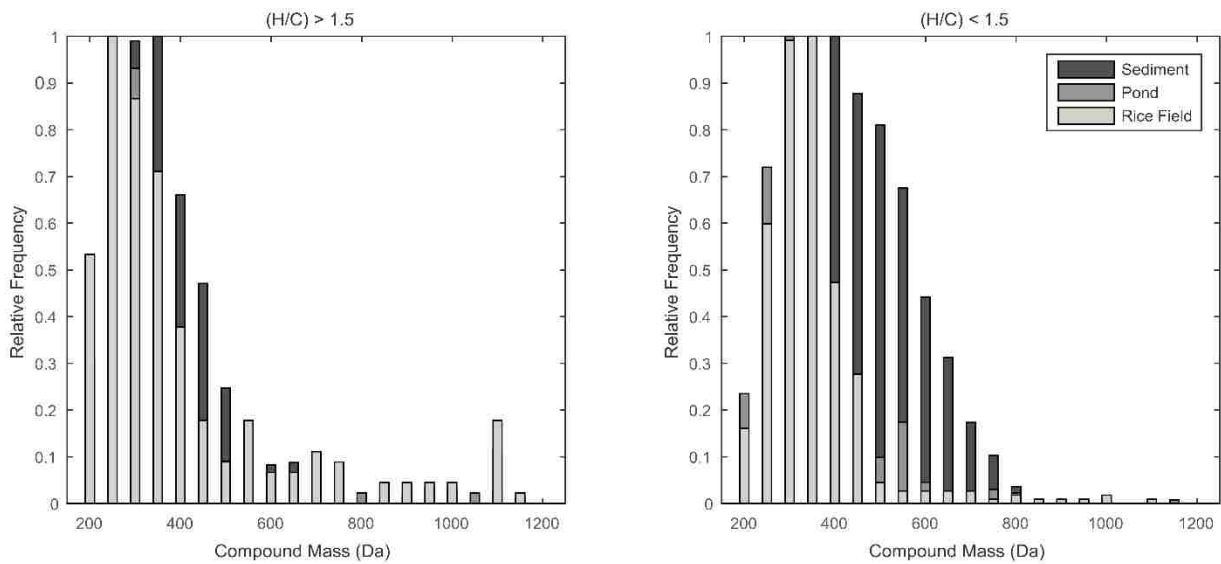 (H/C) > 1.5
1
0.9
0.8
0.7
0.6
0.5
0.4
0.3
0.2
0.1
0
Relative Frequency
200 400 600 800 1000 1200
Compound Mass (Da)
(H/C) < 1.5
1
0.9
0.8
0.7
0.6
0.5
0.4
0.3
0.2
0.1
0
Relative Frequency
Sediment
Pond
Rice Field
200 400 600 800 1000 1200
Compound Mass (Da)